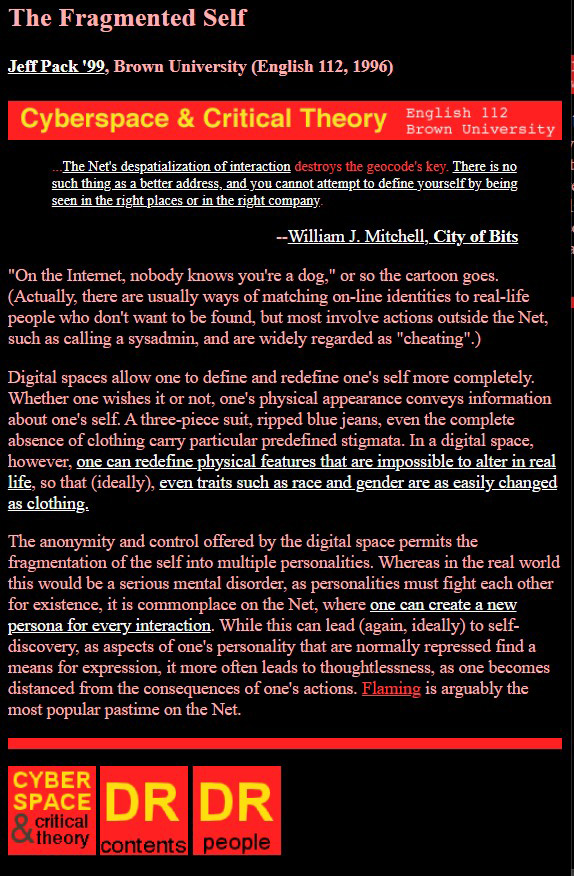 The Fragmented Self
Jeff Pack '99, Brown University (English 112, 1996)
Cyberspace & Critical Theory
English 112
Brown University
...The Net's despatialization of interaction destroys the geocode's key. There is no
such thing as a better address, and you cannot attempt to define yourself by being
seen in the right places or in the right company.
--William J. Mitchell, City of Bits
"On the Internet, nobody knows you're a dog," or so the cartoon goes.
(Actually, there are usually ways of matching on-line identities to real-life
people who don't want to be found, but most involve actions outside the Net,
such as calling a sysadmin, and are widely regarded as "cheating".)
Digital spaces allow one to define and redefine one's self more completely.
Whether one wishes it or not, one's physical appearance conveys information
about one's self. A three-piece suit, ripped blue jeans, even the complete
absence of clothing carry particular predefined stigmata. In a digital space,
however, one can redefine physical features that are impossible to alter in real
life, so that (ideally), even traits such as race and gender are as easily changed
as clothing.
The anonymity and control offered by the digital space permits the
fragmentation of the self into multiple personalities. Whereas in the real world
this would be a serious mental disorder, as personalities must fight each other
for existence, it is commonplace on the Net, where one can create a new
persona for every interaction. While this can lead (again, ideally) to self-
discovery, as aspects of one's personality that are normally repressed find a
means for expression, it more often leads to thoughtlessness, as one becomes
distanced from the consequences of one's actions. Flaming is arguably the
most popular pastime on the Net.
CYBER
SPACE
& critical
theory
DR
contents
DR
people